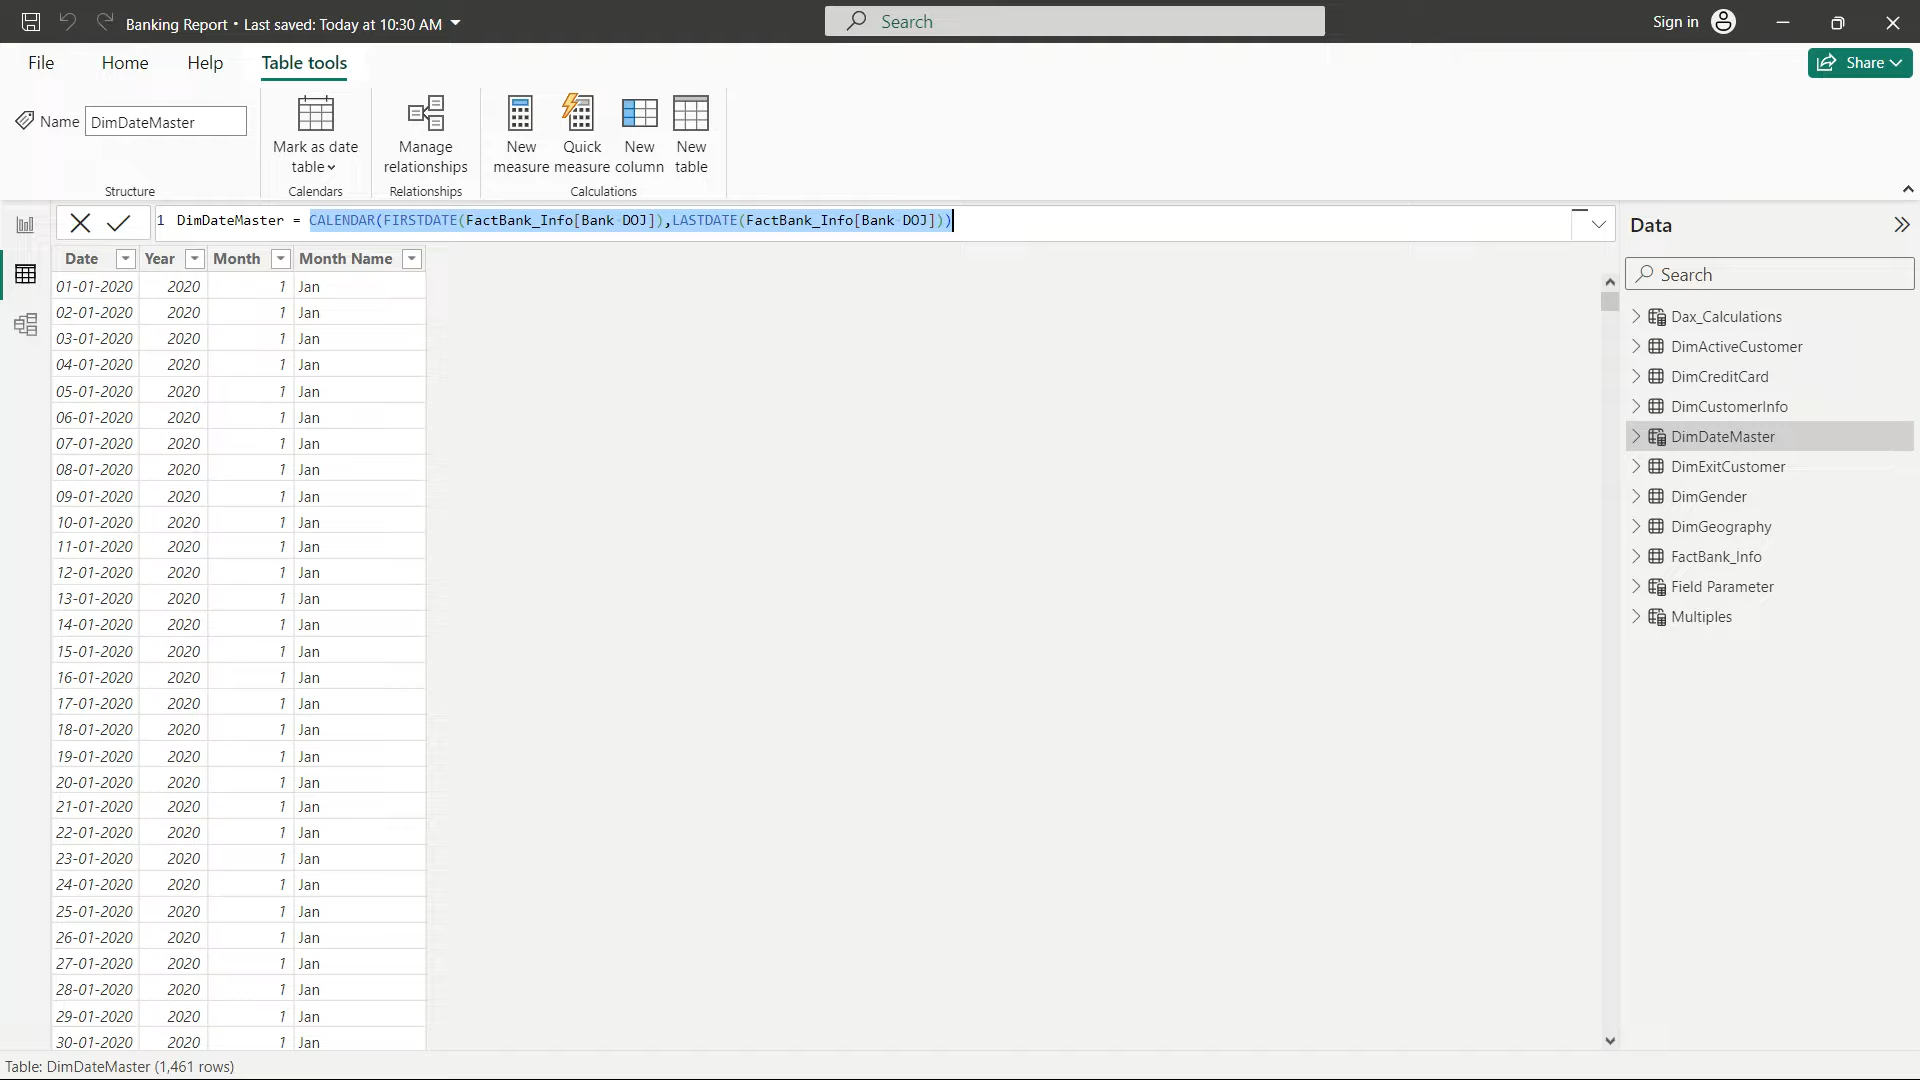 Banking Report • Last saved: Today at 10:30 AM
Search
Sign in
File
Home
Help
Table tools
Share
Name
DimDateMaster
Structure
Mark as date
table
Calendars
Manage
relationships
Relationships
New
measure
Quick
measure
New
column
New
table
Calculations
1 DimDateMaster = CALENDAR(FIRSTDATE(FactBank_Info[Bank DOJ]),LASTDATE(FactBank_Info[Bank DOJ]))
Date Year Month Month Name
01-01-2020 2020 1 Jan
02-01-2020 2020 1 Jan
03-01-2020 2020 1 Jan
04-01-2020 2020 1 Jan
05-01-2020 2020 1 Jan
06-01-2020 2020 1 Jan
07-01-2020 2020 1 Jan
08-01-2020 2020 1 Jan
09-01-2020 2020 1 Jan
10-01-2020 2020 1 Jan
11-01-2020 2020 1 Jan
12-01-2020 2020 1 Jan
13-01-2020 2020 1 Jan
14-01-2020 2020 1 Jan
15-01-2020 2020 1 Jan
16-01-2020 2020 1 Jan
17-01-2020 2020 1 Jan
18-01-2020 2020 1 Jan
19-01-2020 2020 1 Jan
20-01-2020 2020 1 Jan
21-01-2020 2020 1 Jan
22-01-2020 2020 1 Jan
23-01-2020 2020 1 Jan
24-01-2020 2020 1 Jan
25-01-2020 2020 1 Jan
26-01-2020 2020 1 Jan
27-01-2020 2020 1 Jan
28-01-2020 2020 1 Jan
29-01-2020 2020 1 Jan
30-01-2020 2020 1 Jan
Data
Search
Dax_Calculations
DimActiveCustomer
DimCreditCard
DimCustomerInfo
DimDateMaster
DimExitCustomer
DimGender
DimGeography
FactBank_Info
Field Parameter
Multiples
Table: DimDateMaster (1,461 rows)